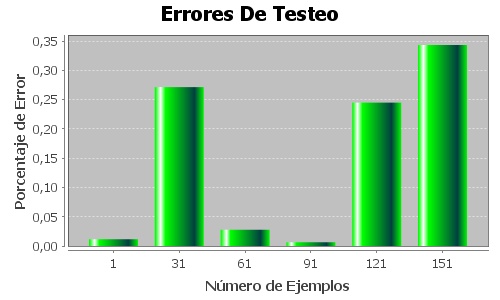 Errores De Testeo
Porcentaje de Error
0,35
0,30
0,25
0,20
0,15
0,10
0,05
0,00
1 31 61 91 121 151
Número de Ejemplos